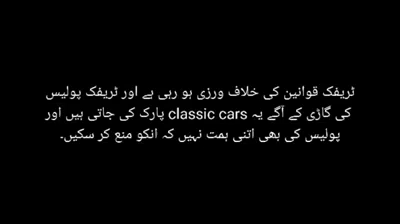 ٹریفک قوانین کی خلاف ورزی ہو رہی ہے اور ٹریفک پولیس
کی گاڑی کے آگے یہ classic cars پارک کی جاتی ہیں اور
پولیس کی بھی اتنی ہمت نہیں کہ انکو منع کر سکیں۔